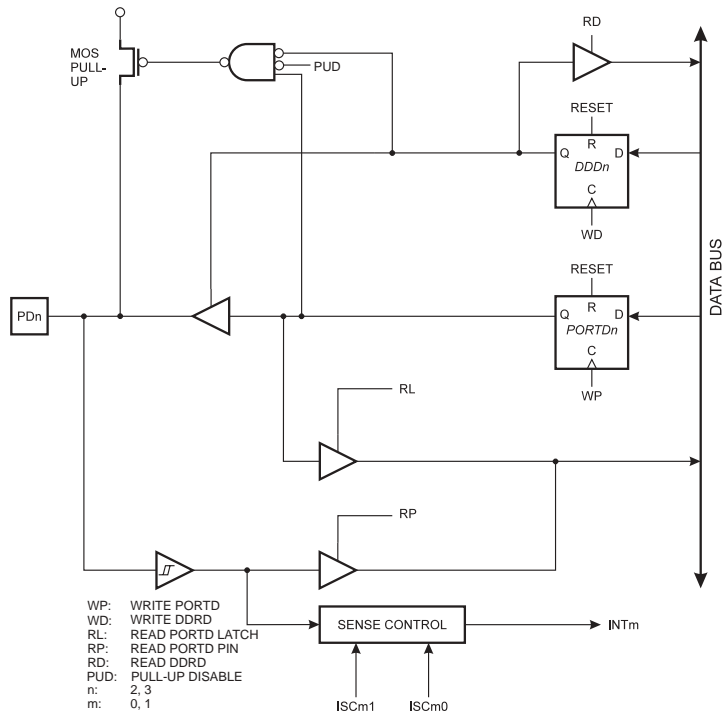 MOS
PULL-
UP
PUD
RD
RESET
R
Q
D
DDDn
C
WD
DATA BUS
RESET
R
Q
D
PORTDn
C
WP
PDn
RL
RP
SENSE CONTROL
INTm
ISCm1
ISCm0
WP: WRITE PORTD
WD: WRITE DDRD
RL: READ PORTD LATCH
RP: READ PORTD PIN
RD: READ DDRD
PUD: PULL-UP DISABLE
n: 2, 3
m: 0, 1